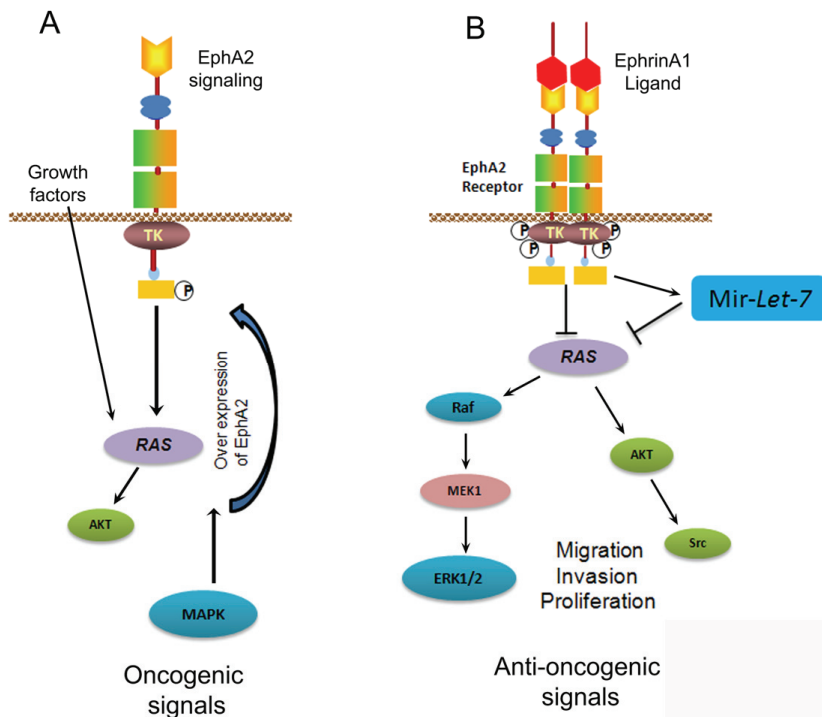 A
EphA2
signaling
Growth
factors
TK
P
Over expression
of EphA2
RAS
AKT
MAPK
Oncogenic
signals
B
EphrinA1
Ligand
EphA2
Receptor
P
TK
TK
P
P
P
Mir-Let-7
RAS
Raf
AKT
MEK1
Src
ERK1/2
Migration
Invasion
Proliferation
Anti-oncogenic
signals